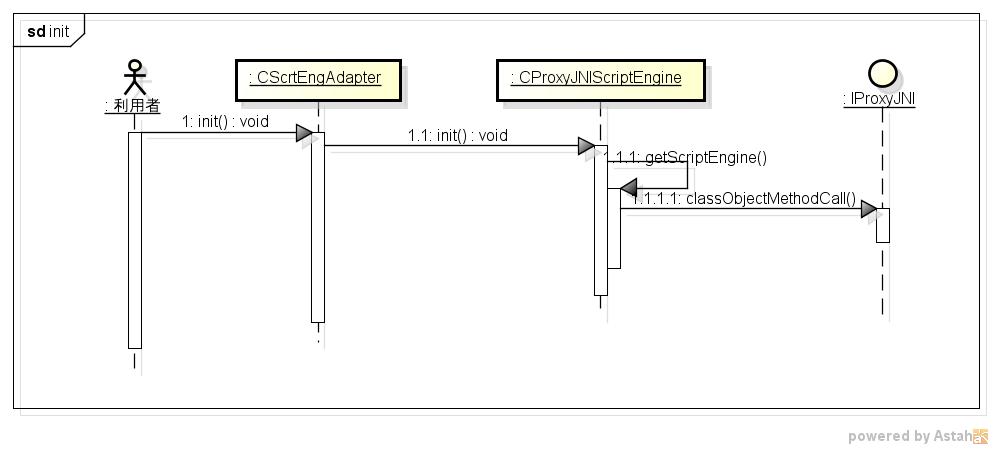 sd init
: 利用者
: CScrtEngAdapter
: CProxyJNIScriptEngine
: IProxyJNI
1: init() : void
1.1: init() : void
1.1.1: getScriptEngine()
1.1.1.1: classObjectMethodCall()
powered by Astah